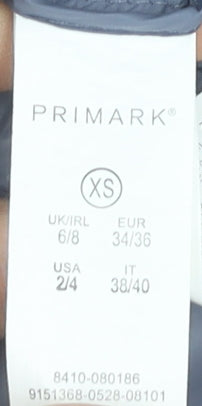 PRIMARK®
XS
UK/IRL EUR
6/8 34/36
USA IT
2/4 38/40
8410-080186
9151368-0528-08101